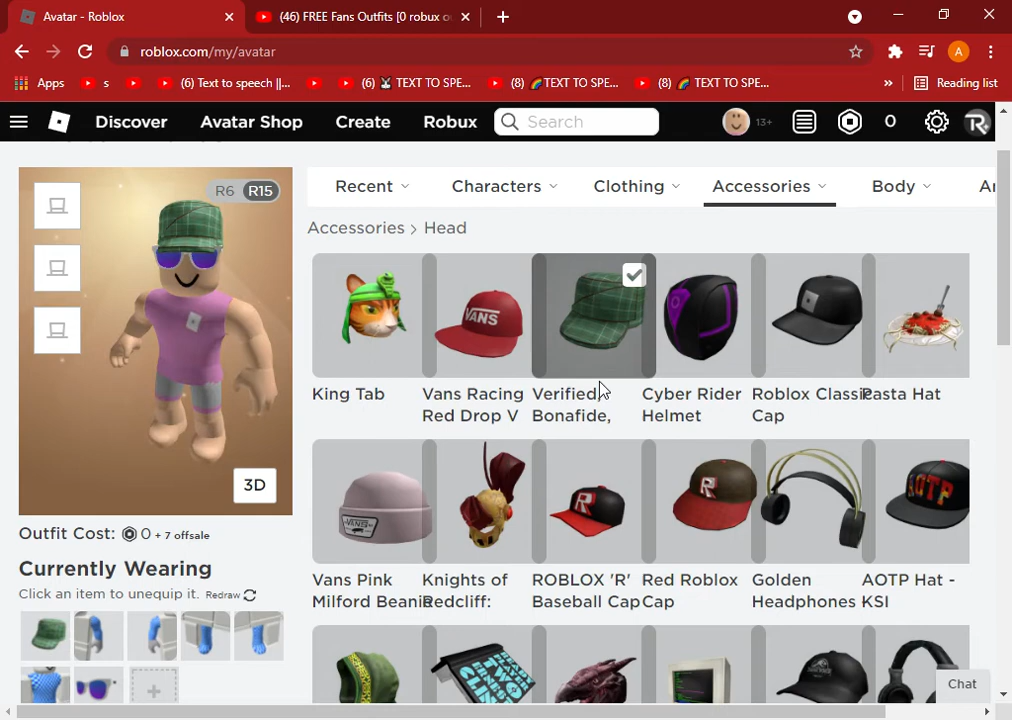 Avatar - Roblox
(46) FREE Fans Outfits [0 robux o
roblox.com/my/avatar
A
Apps
s
(6) Text to speech ||...
(6) 🐰 TEXT TO SPE...
(8) 🌈TEXT TO SPE...
(8) 🌈 TEXT TO SPE...
»
Reading list
Discover
Avatar Shop
Create
Robux
Search
13+
0
R6
R15
Recent
Characters
Clothing
Accessories
Body
An
Accessories > Head
VANS
King Tab
Vans Racing Red Drop V
Verified, Bonafide,
Cyber Rider Helmet
Roblox Classic Cap
Pasta Hat
3D
VANS
R
R
AOTP
Outfit Cost: 0 + 7 offsale
Currently Wearing
Click an item to unequip it. Redraw
Vans Pink Milford Beanie
Knights of Redcliff:
ROBLOX 'R' Baseball Cap
Red Roblox Cap
Golden Headphones
AOTP Hat - KSI
TWO
Chat